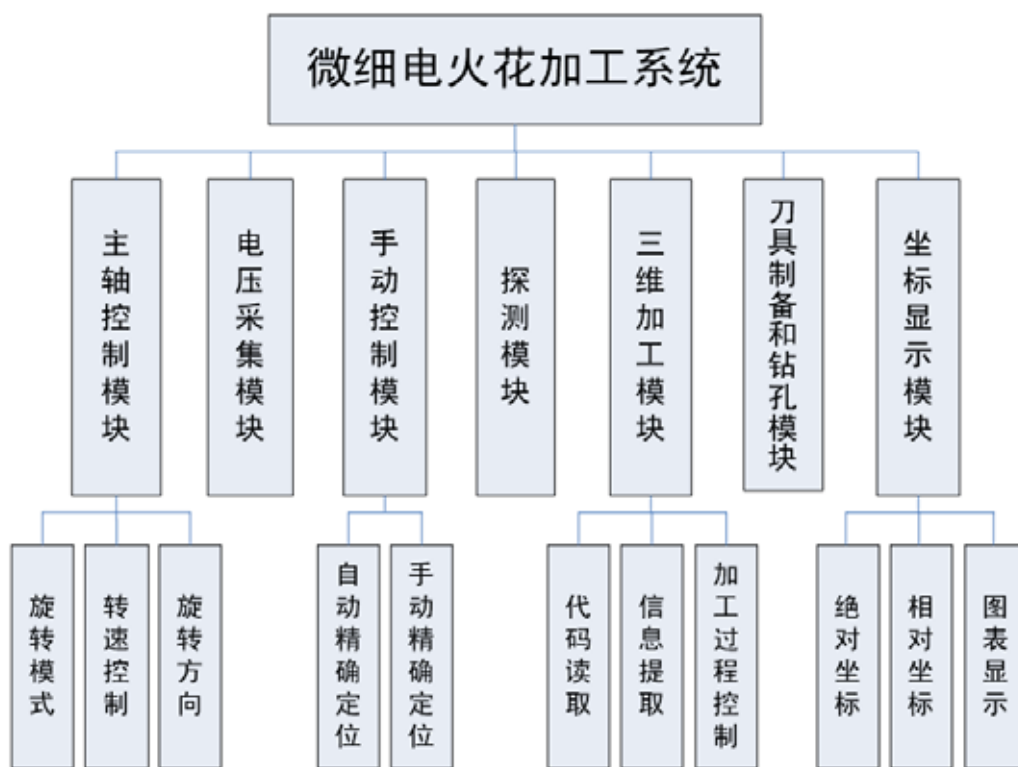 微细电火花加工系统
主轴控制模块
电压采集模块
手动控制模块
探测模块
三维加工模块
刀具制备和钻孔模块
坐标显示模块
旋转模式
转速控制
旋转方向
自动精确定位
手动精确定位
代码读取
信息提取
加工过程控制
绝对坐标
相对坐标
图表显示